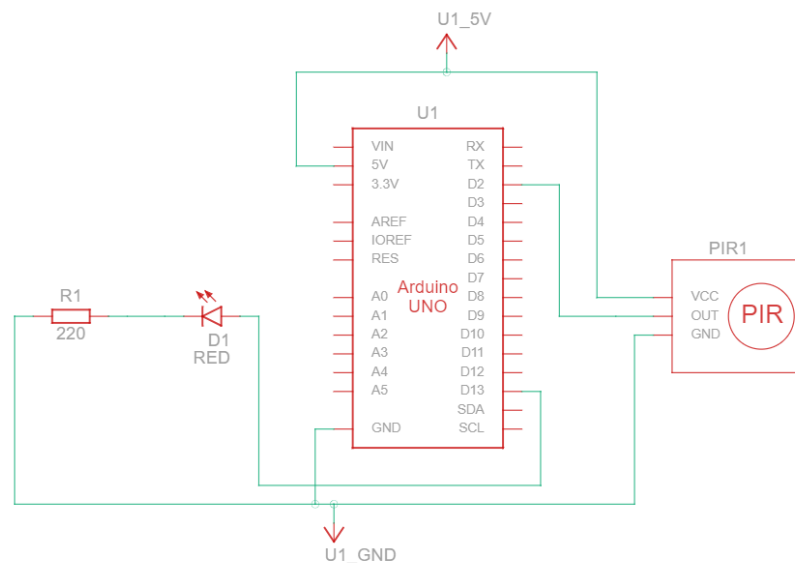 U1_5V
U1
VIN
RX
5V
TX
3.3V
D2
D3
AREF
D4
IOREF
D5
RES
D6
D7
Arduino
UNO
A0
D8
A1
D9
A2
D10
A3
D11
A4
D12
A5
D13
SDA
GND
SCL
PIR1
VCC
OUT
GND
PIR
R1
220
D1
RED
U1_GND